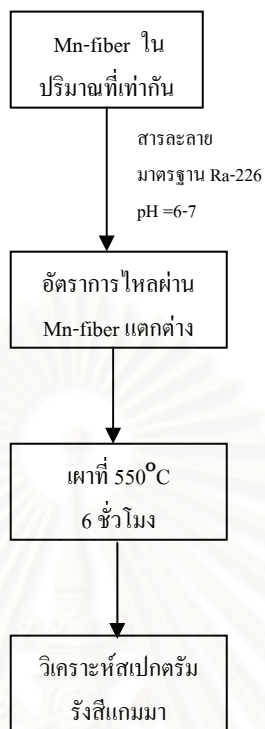 Mn-fiber ใน
ปริมาณที่เท่ากัน
สารละลาย
มาตรฐาน Ra-226
pH =6-7
อัตราการไหลผ่าน
Mn-fiber แตกต่าง
เผาที่ 550°C
6 ชั่วโมง
วิเคราะห์สเปกตรัม
รังสีแกมมา